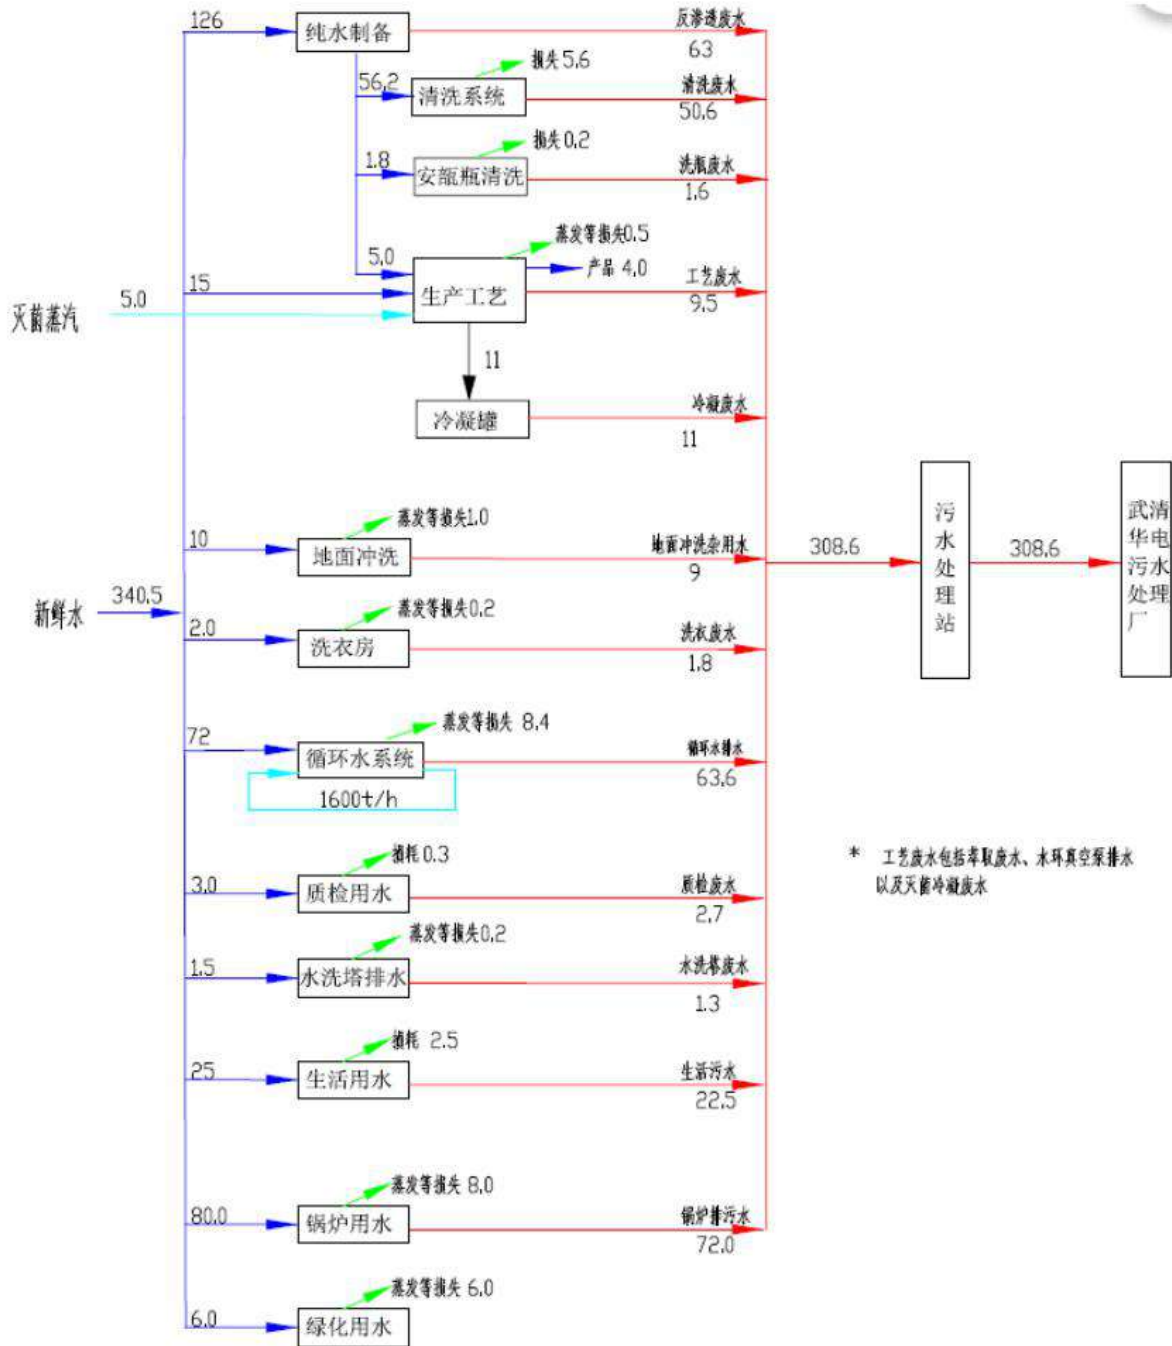 126
纯水制备
反渗透废水
63
损失5.6
56.2
清洗系统
清洗废水
50.6
损失0.2
1.8
安瓿瓶清洗
洗瓶废水
1.6
蒸发等损失0.5
5.0
产品 4.0
15
生产工艺
工艺废水
9.5
灭菌蒸汽
5.0
11
冷凝罐
冷凝废水
11
蒸发等损失1.0
10
地面冲洗
地面冲洗杂用水
9
308.6
污水处理站
308.6
武清华电污水处理厂
新鲜水
340.5
蒸发等损失0.2
2.0
洗衣房
洗衣废水
1.8
蒸发等损失 8.4
72
循环水系统
循环水排水
63.6
1600t/h
损耗 0.3
3.0
质检用水
质检废水
2.7
* 工艺废水包括萃取废水、水环真空泵排水
以及灭菌冷凝废水
蒸发等损失0.2
1.5
水洗塔排水
水洗塔废水
1.3
损耗 2.5
25
生活用水
生活污水
22.5
蒸发等损失 8.0
80.0
锅炉用水
锅炉排污水
72.0
蒸发等损失 6.0
6.0
绿化用水